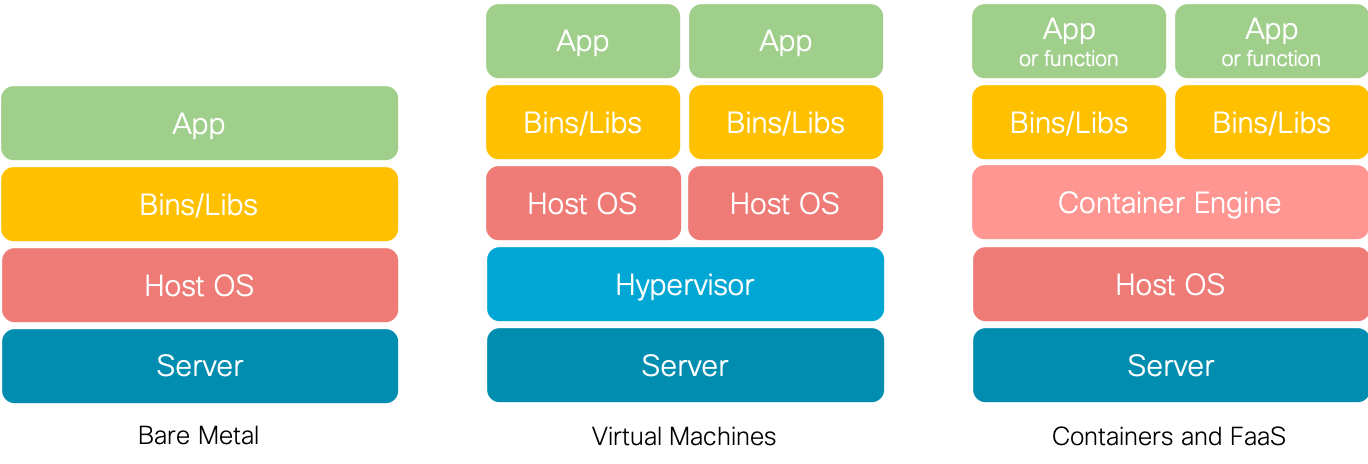 App
Bins/Libs
Host OS
Server
Bare Metal
App App
Bins/Libs Bins/Libs
Host OS Host OS
Hypervisor
Server
Virtual Machines
App App
or function or function
Bins/Libs Bins/Libs
Container Engine
Host OS
Server
Containers and FaaS